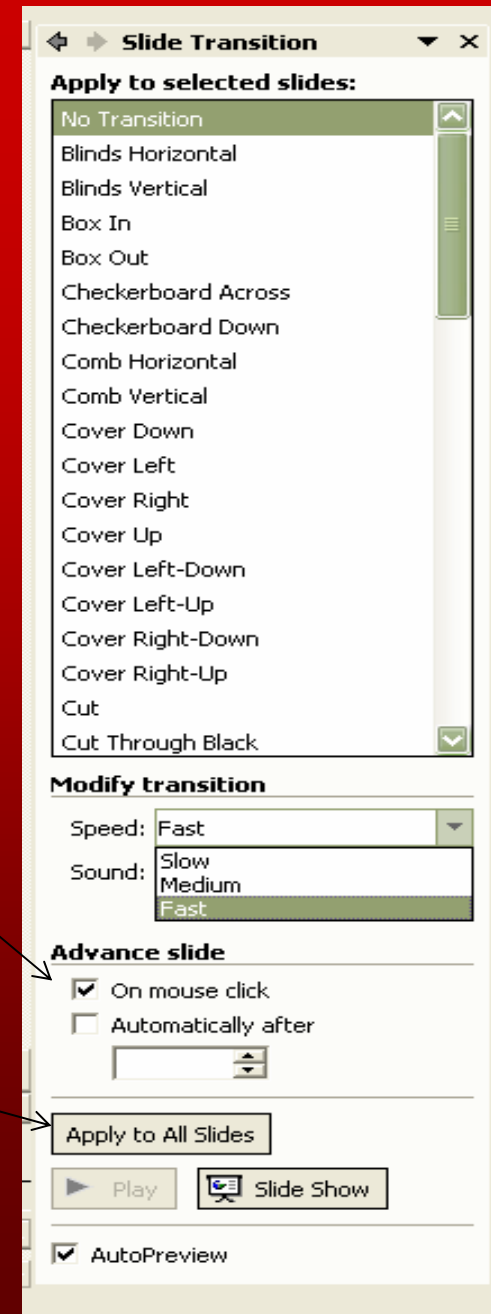 Slide Transition
Apply to selected slides:
No Transition
Blinds Horizontal
Blinds Vertical
Box In
Box Out
Checkerboard Across
Checkerboard Down
Comb Horizontal
Comb Vertical
Cover Down
Cover Left
Cover Right
Cover Up
Cover Left-Down
Cover Left-Up
Cover Right-Down
Cover Right-Up
Cut
Cut Through Black
Modify transition
Speed: Fast
Sound: Slow
Medium
Fast
Advance slide
On mouse click
Automatically after
Apply to All Slides
Play Slide Show
AutoPreview